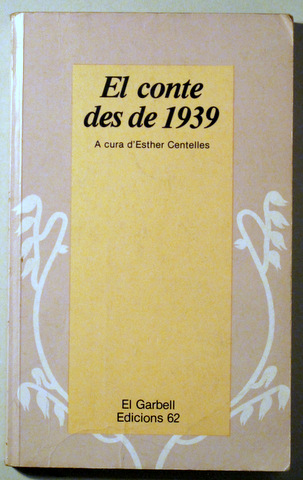 El conte
des de 1939
A cura d'Esther Centelles
El Garbell
Edicions 62